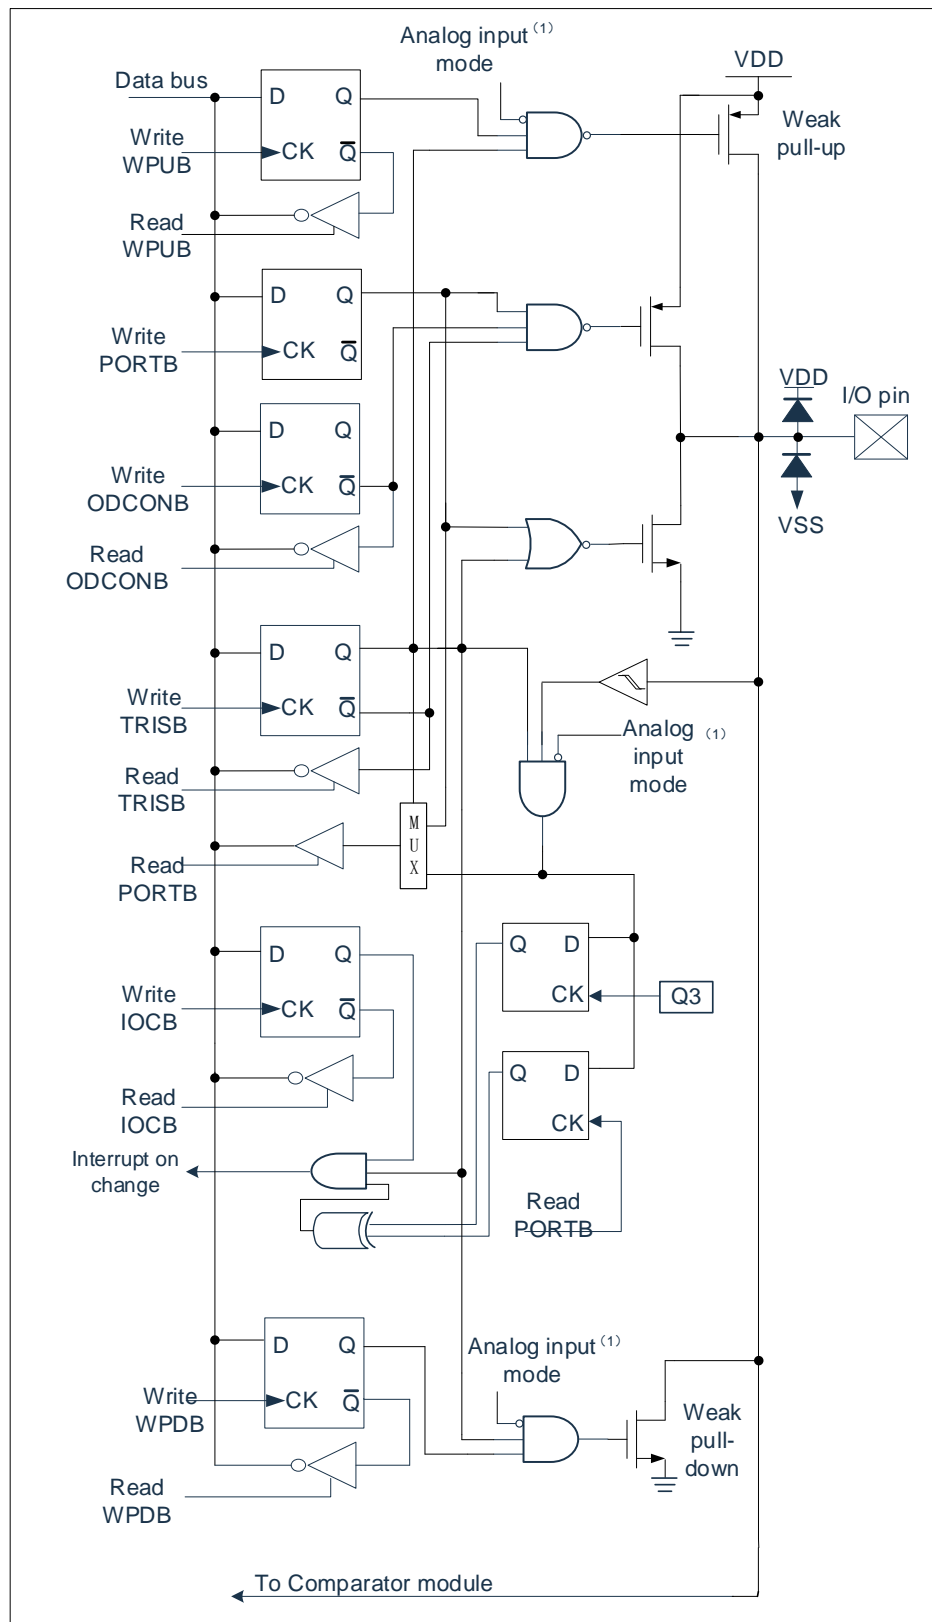 Analog input (1)
mode
VDD
Data bus
D Q
Weak
pull-up
Write
WPUB
CK Q
Read
WPUB
D Q
Write
PORTB
CK Q
VDD
I/O pin
D Q
Write
ODCONB
CK Q
VSS
Read
ODCONB
D Q
Write
TRISB
CK Q
Analog (1)
input
mode
Read
TRISB
M
U
X
Read
PORTB
D Q
Q D
Write
IOCB
CK Q
CK
Q3
Q D
Read
IOCB
CK
Interrupt on
change
Read
PORTB
D Q
Analog input (1)
mode
Write
WPDB
CK Q
Weak
pull-
down
Read
WPDB
To Comparator module